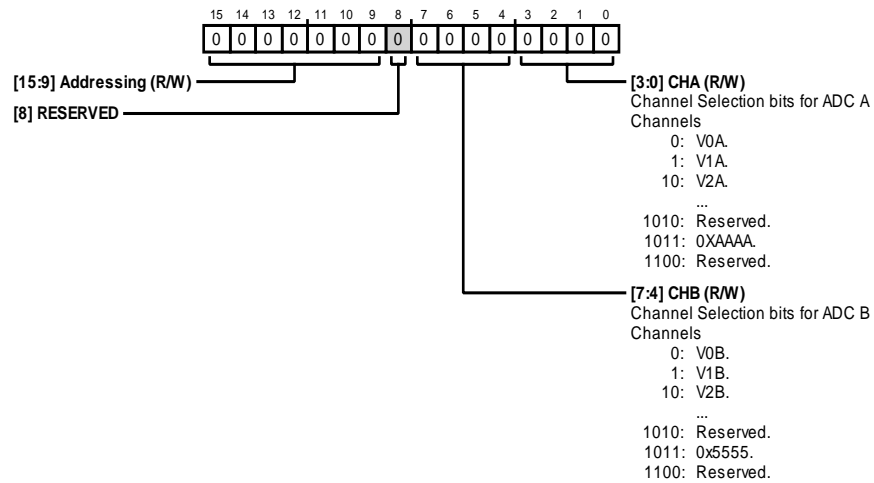 15 14 13 12 11 10 9 8 7 6 5 4 3 2 1 0
0 0 0 0 0 0 0 0 0 0 0 0 0 0 0 0
[15:9] Addressing (R/W)
[8] RESERVED
[3:0] CHA (R/W)
Channel Selection bits for ADC A
Channels
0: V0A.
1: V1A.
10: V2A.
...
1010: Reserved.
1011: 0XAAAA.
1100: Reserved.
[7:4] CHB (R/W)
Channel Selection bits for ADC B
Channels
0: V0B.
1: V1B.
10: V2B.
...
1010: Reserved.
1011: 0x5555.
1100: Reserved.